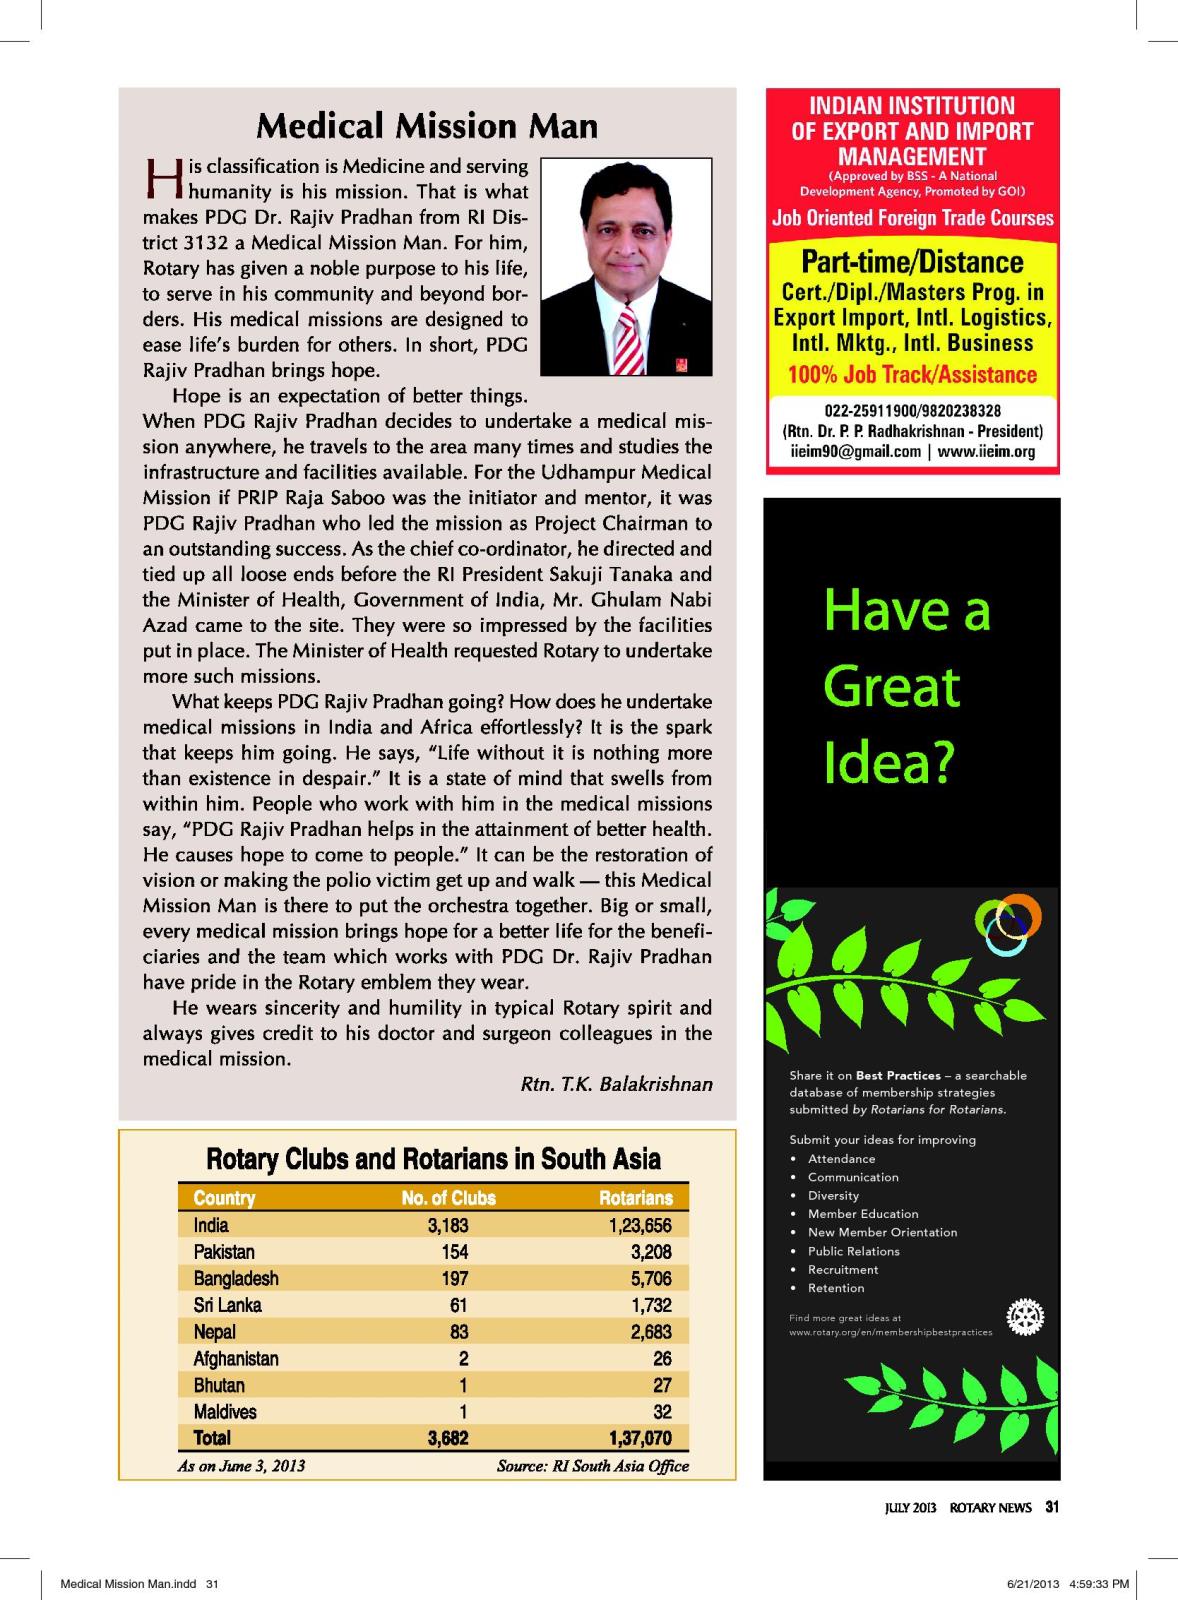 Medical Mission Man
His classification is Medicine and serving
humanity is his mission. That is what
makes PDG Dr. Rajiv Pradhan from RI Dis-
trict 3132 a Medical Mission Man. For him,
Rotary has given a noble purpose to his life,
to serve in his community and beyond bor-
ders. His medical missions are designed to
ease life's burden for others. In short, PDG
Rajiv Pradhan brings hope.
Hope is an expectation of better things.
When PDG Rajiv Pradhan decides to undertake a medical mis-
sion anywhere, he travels to the area many times and studies the
infrastructure and facilities available. For the Udhampur Medical
Mission if PRIP Raja Saboo was the initiator and mentor, it was
PDG Rajiv Pradhan who led the mission as Project Chairman to
an outstanding success. As the chief co-ordinator, he directed and
tied up all loose ends before the RI President Sakuji Tanaka and
the Minister of Health, Government of India, Mr. Ghulam Nabi
Azad came to the site. They were so impressed by the facilities
put in place. The Minister of Health requested Rotary to undertake
more such missions.
What keeps PDG Rajiv Pradhan going? How does he undertake
medical missions in India and Africa effortlessly? It is the spark
that keeps him going. He says, “Life without it is nothing more
than existence in despair.” It is a state of mind that swells from
within him. People who work with him in the medical missions
say, “PDG Rajiv Pradhan helps in the attainment of better health.
He causes hope to come to people.” It can be the restoration of
vision or making the polio victim get up and walk — this Medical
Mission Man is there to put the orchestra together. Big or small,
every medical mission brings hope for a better life for the benefi-
ciaries and the team which works with PDG Dr. Rajiv Pradhan
have pride in the Rotary emblem they wear.
He wears sincerity and humility in typical Rotary spirit and
always gives credit to his doctor and surgeon colleagues in the
medical mission.
Rtn. T.K. Balakrishnan
Rotary Clubs and Rotarians in South Asia
Country No. of Clubs Rotarians
India 3,183 1,23,656
Pakistan 154 3,208
Bangladesh 197 5,706
Sri Lanka 61 1,732
Nepal 83 2,683
Afghanistan 2 26
Bhutan 1 27
Maldives 1 32
Total 3,682 1,37,070
As on June 3, 2013 Source: RI South Asia Office
INDIAN INSTITUTION
OF EXPORT AND IMPORT
MANAGEMENT
(Approved by BSS - A National
Development Agency, Promoted by GOI)
Job Oriented Foreign Trade Courses
Part-time/Distance
Cert./Dipl./Masters Prog. in
Export Import, Intl. Logistics,
Intl. Mktg., Intl. Business
100% Job Track/Assistance
022-25911900/9820238328
(Rtn. Dr. P. P. Radhakrishnan - President)
iieim90@gmail.com | www.iieim.org
Have a
Great
Idea?
Share it on Best Practices – a searchable
database of membership strategies
submitted by Rotarians for Rotarians.
Submit your ideas for improving
• Attendance
• Communication
• Diversity
• Member Education
• New Member Orientation
• Public Relations
• Recruitment
• Retention
Find more great ideas at
www.rotary.org/en/membershipbestpractices
JULY 2013 ROTARY NEWS 31
Medical Mission Man.indd 31 6/21/2013 4:59:33 PM